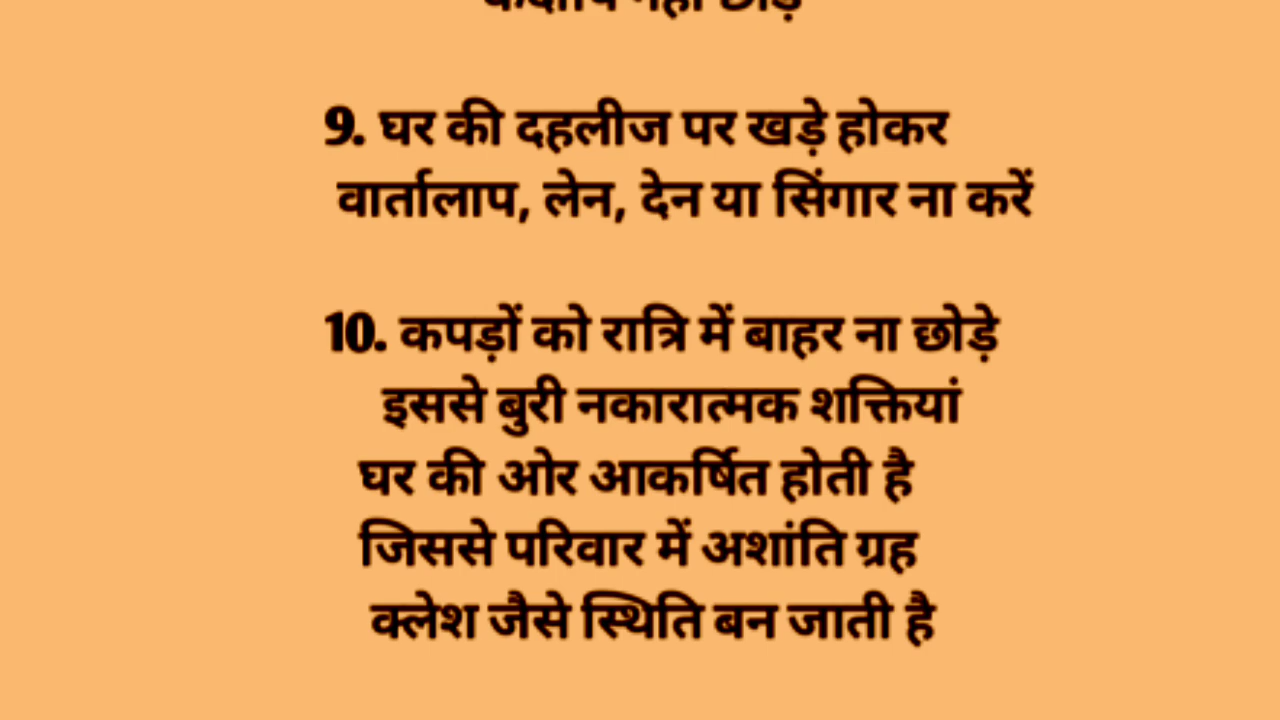 9. घर की दहलीज पर खड़े होकर
वार्तालाप, लेन, देन या सिंगार ना करें
10. कपड़ों को रात्रि में बाहर ना छोड़े
इससे बुरी नकारात्मक शक्तियां
घर की ओर आकर्षित होती है
जिससे परिवार में अशांति ग्रह
क्लेश जैसे स्थिति बन जाती है